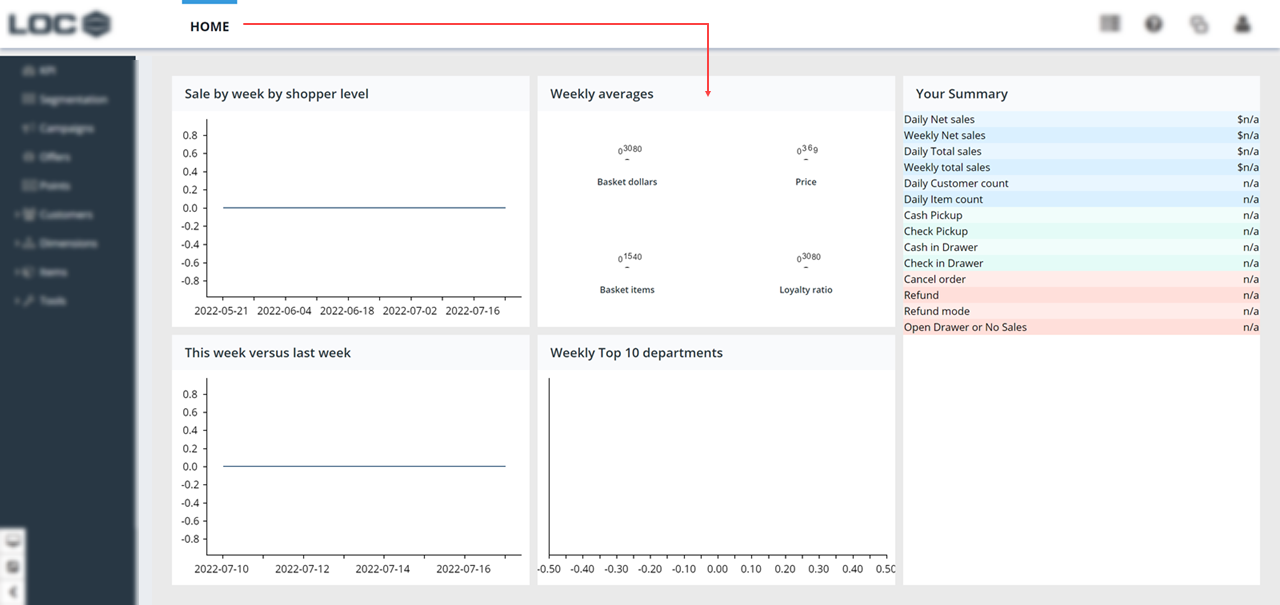 LOC
HOME
KPI
Segmentation
Campaigns
Offers
Points
Customers
Dimensions
Items
Tools
Sale by week by shopper level
0.8
0.6
0.4
0.2
0.0
-0.2
-0.4
-0.6
-0.8
2022-05-21 2022-06-04 2022-06-18 2022-07-02 2022-07-16
Weekly averages
0 3080
-
Basket dollars
0 369
-
Price
0 1540
-
Basket items
0 3080
-
Loyalty ratio
Your Summary
Daily Net sales $n/a
Weekly Net sales $n/a
Daily Total sales $n/a
Weekly total sales $n/a
Daily Customer count n/a
Daily Item count n/a
Cash Pickup n/a
Check Pickup n/a
Cash in Drawer n/a
Check in Drawer n/a
Cancel order n/a
Refund n/a
Refund mode n/a
Open Drawer or No Sales n/a
This week versus last week
0.8
0.6
0.4
0.2
0.0
-0.2
-0.4
-0.6
-0.8
2022-07-10 2022-07-12 2022-07-14 2022-07-16
Weekly Top 10 departments
-0.50 -0.40 -0.30 -0.20 -0.10 0.00 0.10 0.20 0.30 0.40 0.50